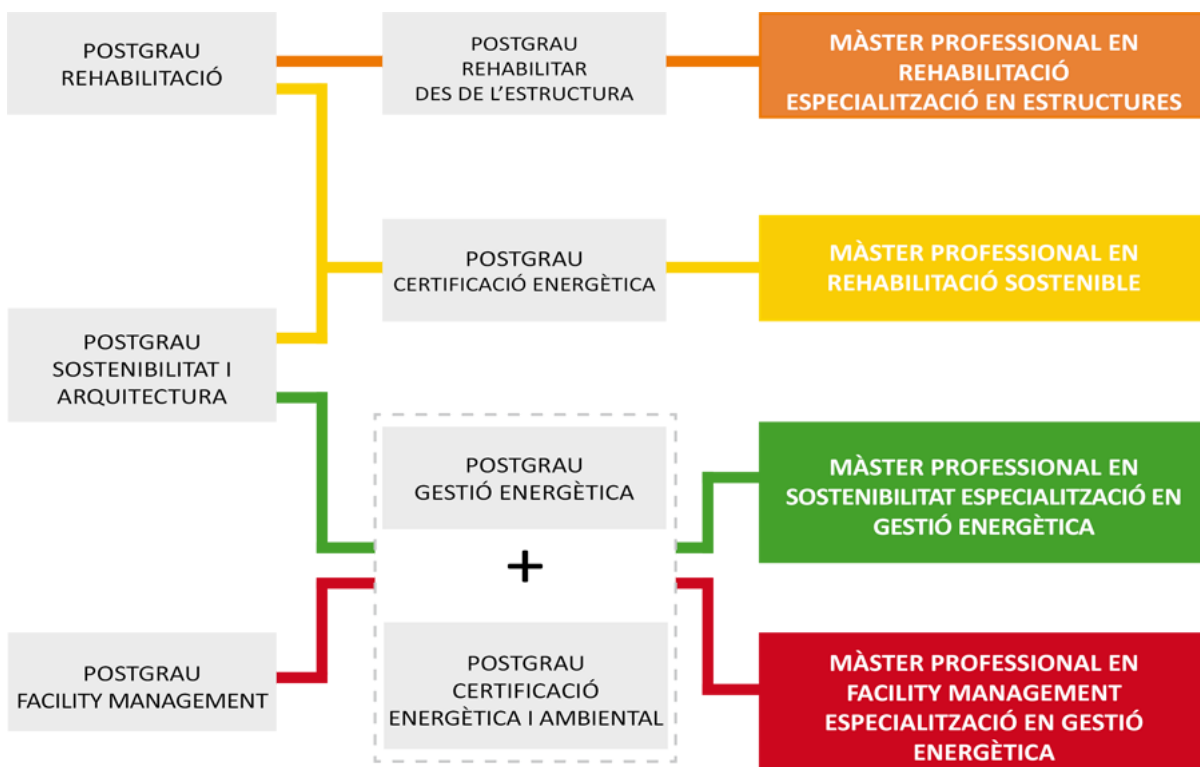 POSTGRAU
REHABILITACIÓ
POSTGRAU
REHABILITAR
DES DE L'ESTRUCTURA
MÀSTER PROFESSIONAL EN
REHABILITACIÓ
ESPECIALITZACIÓ EN ESTRUCTURES
POSTGRAU
CERTIFICACIÓ ENERGÈTICA
MÀSTER PROFESSIONAL EN
REHABILITACIÓ SOSTENIBLE
POSTGRAU
SOSTENIBILITAT I
ARQUITECTURA
POSTGRAU
GESTIÓ ENERGÈTICA
+
POSTGRAU
CERTIFICACIÓ
ENERGÈTICA I AMBIENTAL
MÀSTER PROFESSIONAL EN
SOSTENIBILITAT ESPECIALITZACIÓ EN
GESTIÓ ENERGÈTICA
POSTGRAU
FACILITY MANAGEMENT
MÀSTER PROFESSIONAL EN
FACILITY MANAGEMENT
ESPECIALITZACIÓ EN GESTIÓ
ENERGÈTICA